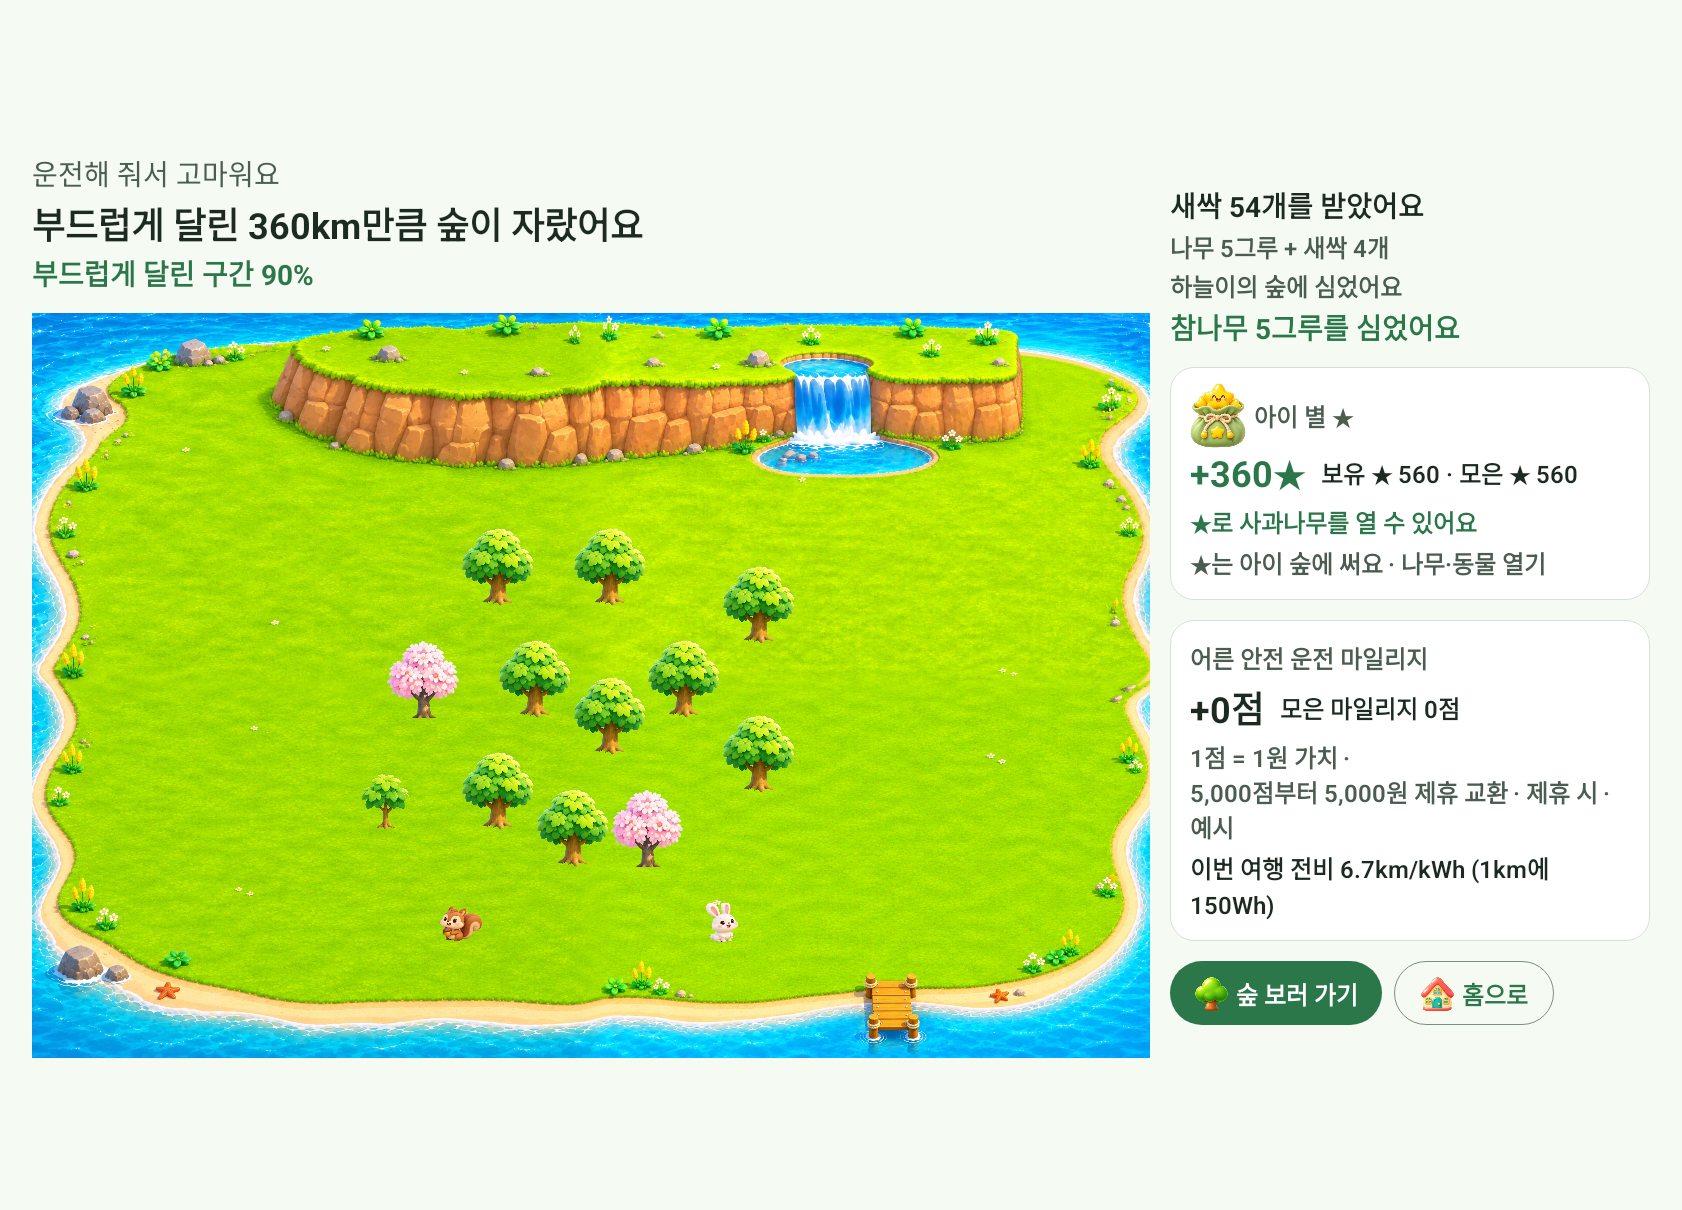 운전해 줘서 고마워요
부드럽게 달린 360km만큼 숲이 자랐어요
부드럽게 달린 구간 90%
새싹 54개를 받았어요
나무 5그루 + 새싹 4개
하늘이의 숲에 심었어요
참나무 5그루를 심었어요
아이 별 ★
+360★ 보유 ★ 560 · 모은 ★ 560
★로 사과나무를 열 수 있어요
★는 아이 숲에 써요 · 나무·동물 열기
어른 안전 운전 마일리지
+0점 모은 마일리지 0점
1점 = 1원 가치 ·
5,000점부터 5,000원 제휴 교환 · 제휴 시 ·
예시
이번 여행 전비 6.7km/kWh (1km에
150Wh)
숲 보러 가기 홈으로